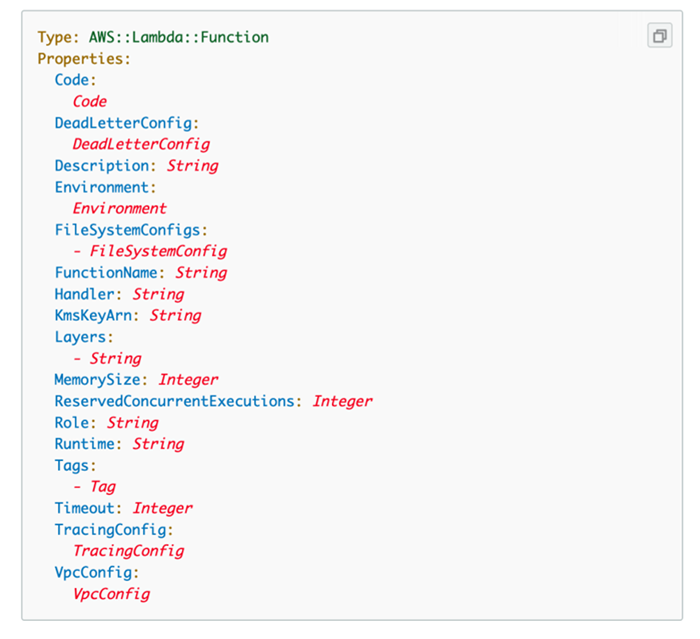 Type: AWS::Lambda::Function
Properties:
  Code:
    Code
  DeadLetterConfig:
    DeadLetterConfig
  Description: String
  Environment:
    Environment
  FileSystemConfigs:
    - FileSystemConfig
  FunctionName: String
  Handler: String
  KmsKeyArn: String
  Layers:
    - String
  MemorySize: Integer
  ReservedConcurrentExecutions: Integer
  Role: String
  Runtime: String
  Tags:
    - Tag
  Timeout: Integer
  TracingConfig:
    TracingConfig
  VpcConfig:
    VpcConfig